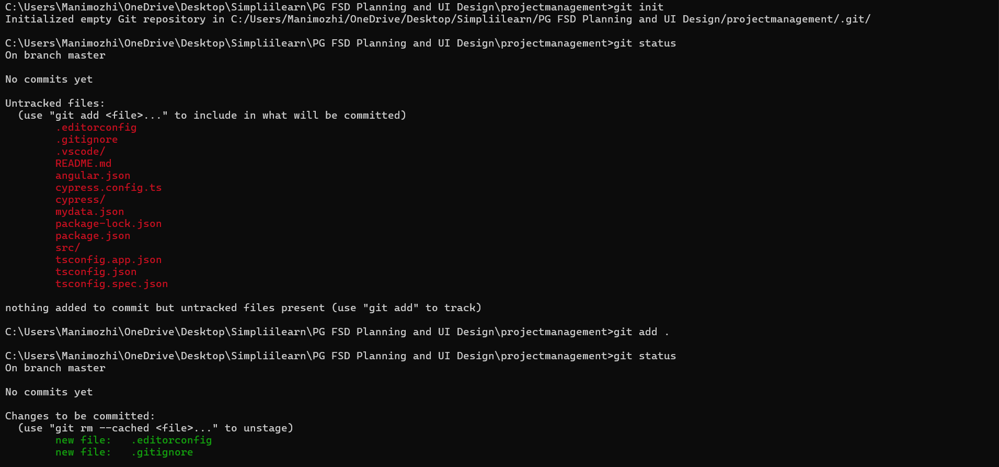 C:\Users\Manimozhi\OneDrive\Desktop\Simpliilearn\PG FSD Planning and UI Design\projectmanagement>git init
Initialized empty Git repository in C:/Users/Manimozhi/OneDrive/Desktop/Simpliilearn/PG FSD Planning and UI Design/projectmanagement/.git/
C:\Users\Manimozhi\OneDrive\Desktop\Simpliilearn\PG FSD Planning and UI Design\projectmanagement>git status
On branch master
No commits yet
Untracked files:
  (use "git add <file>..." to include in what will be committed)
        .editorconfig
        .gitignore
        .vscode/
        README.md
        angular.json
        cypress.config.ts
        cypress/
        mydata.json
        package-lock.json
        package.json
        src/
        tsconfig.app.json
        tsconfig.json
        tsconfig.spec.json
nothing added to commit but untracked files present (use "git add" to track)
C:\Users\Manimozhi\OneDrive\Desktop\Simpliilearn\PG FSD Planning and UI Design\projectmanagement>git add .
C:\Users\Manimozhi\OneDrive\Desktop\Simpliilearn\PG FSD Planning and UI Design\projectmanagement>git status
On branch master
No commits yet
Changes to be committed:
  (use "git rm --cached <file>..." to unstage)
        new file:   .editorconfig
        new file:   .gitignore